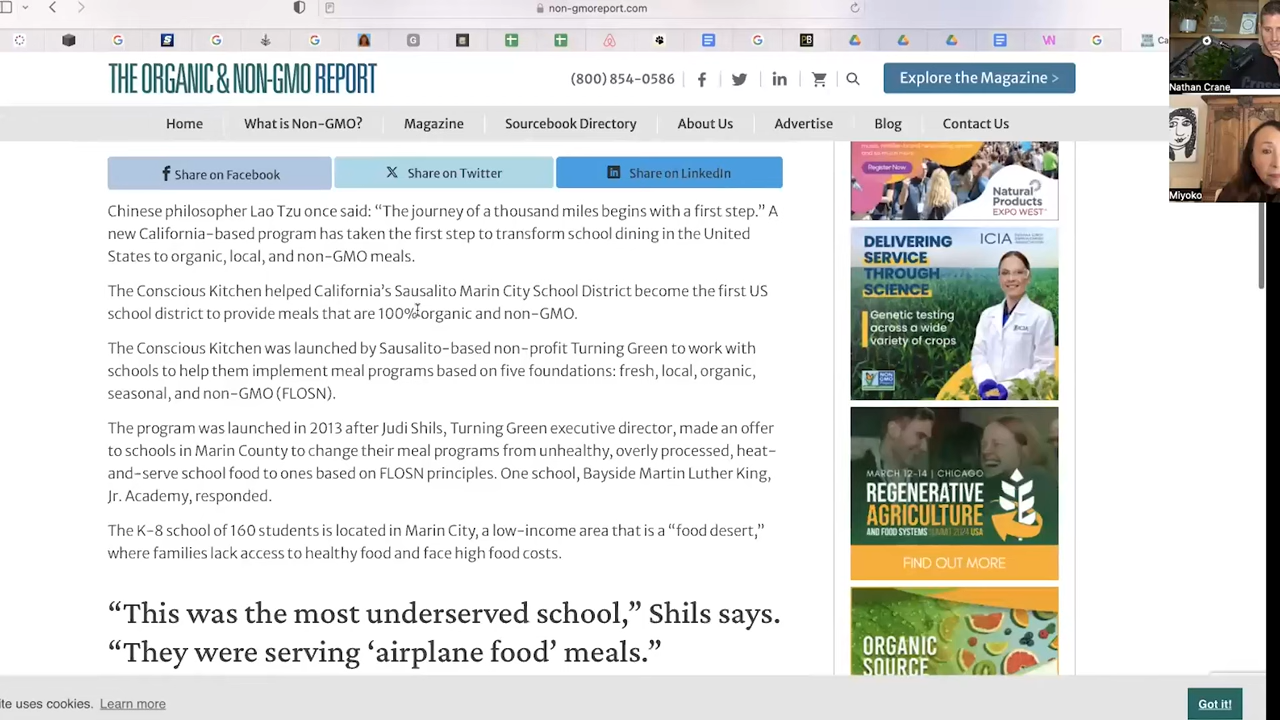 non-gmoreport.com
THE ORGANIC & NON-GMO REPORT
(800) 854-0586
Explore the Magazine >
Home What is Non-GMO? Magazine Sourcebook Directory About Us Advertise Blog Contact Us
Share on Facebook
Share on Twitter
Share on LinkedIn
Chinese philosopher Lao Tzu once said: “The journey of a thousand miles begins with a first step.” A
new California-based program has taken the first step to transform school dining in the United
States to organic, local, and non-GMO meals.
The Conscious Kitchen helped California’s Sausalito Marin City School District become the first US
school district to provide meals that are 100% organic and non-GMO.
The Conscious Kitchen was launched by Sausalito-based non-profit Turning Green to work with
schools to help them implement meal programs based on five foundations: fresh, local, organic,
seasonal, and non-GMO (FLOSN).
The program was launched in 2013 after Judi Shils, Turning Green executive director, made an offer
to schools in Marin County to change their meal programs from unhealthy, overly processed, heat-
and-serve school food to ones based on FLOSN principles. One school, Bayside Martin Luther King,
Jr. Academy, responded.
The K-8 school of 160 students is located in Marin City, a low-income area that is a “food desert,”
where families lack access to healthy food and face high food costs.
“This was the most underserved school,” Shils says.
“They were serving ‘airplane food’ meals.”
Register Now
Natural
Products
EXPO WEST
DELIVERING
SERVICE
THROUGH
SCIENCE
ICIA
Genetic testing
across a wide
variety of crops
MARCH 12-14 | CHICAGO
REGENERATIVE
AGRICULTURE
AND FOOD SYSTEMS SUMMIT 2024 USA
FIND OUT MORE
ORGANIC
SOURCE
ite uses cookies. Learn more
Got it!
Nathan Crane
Miyoko